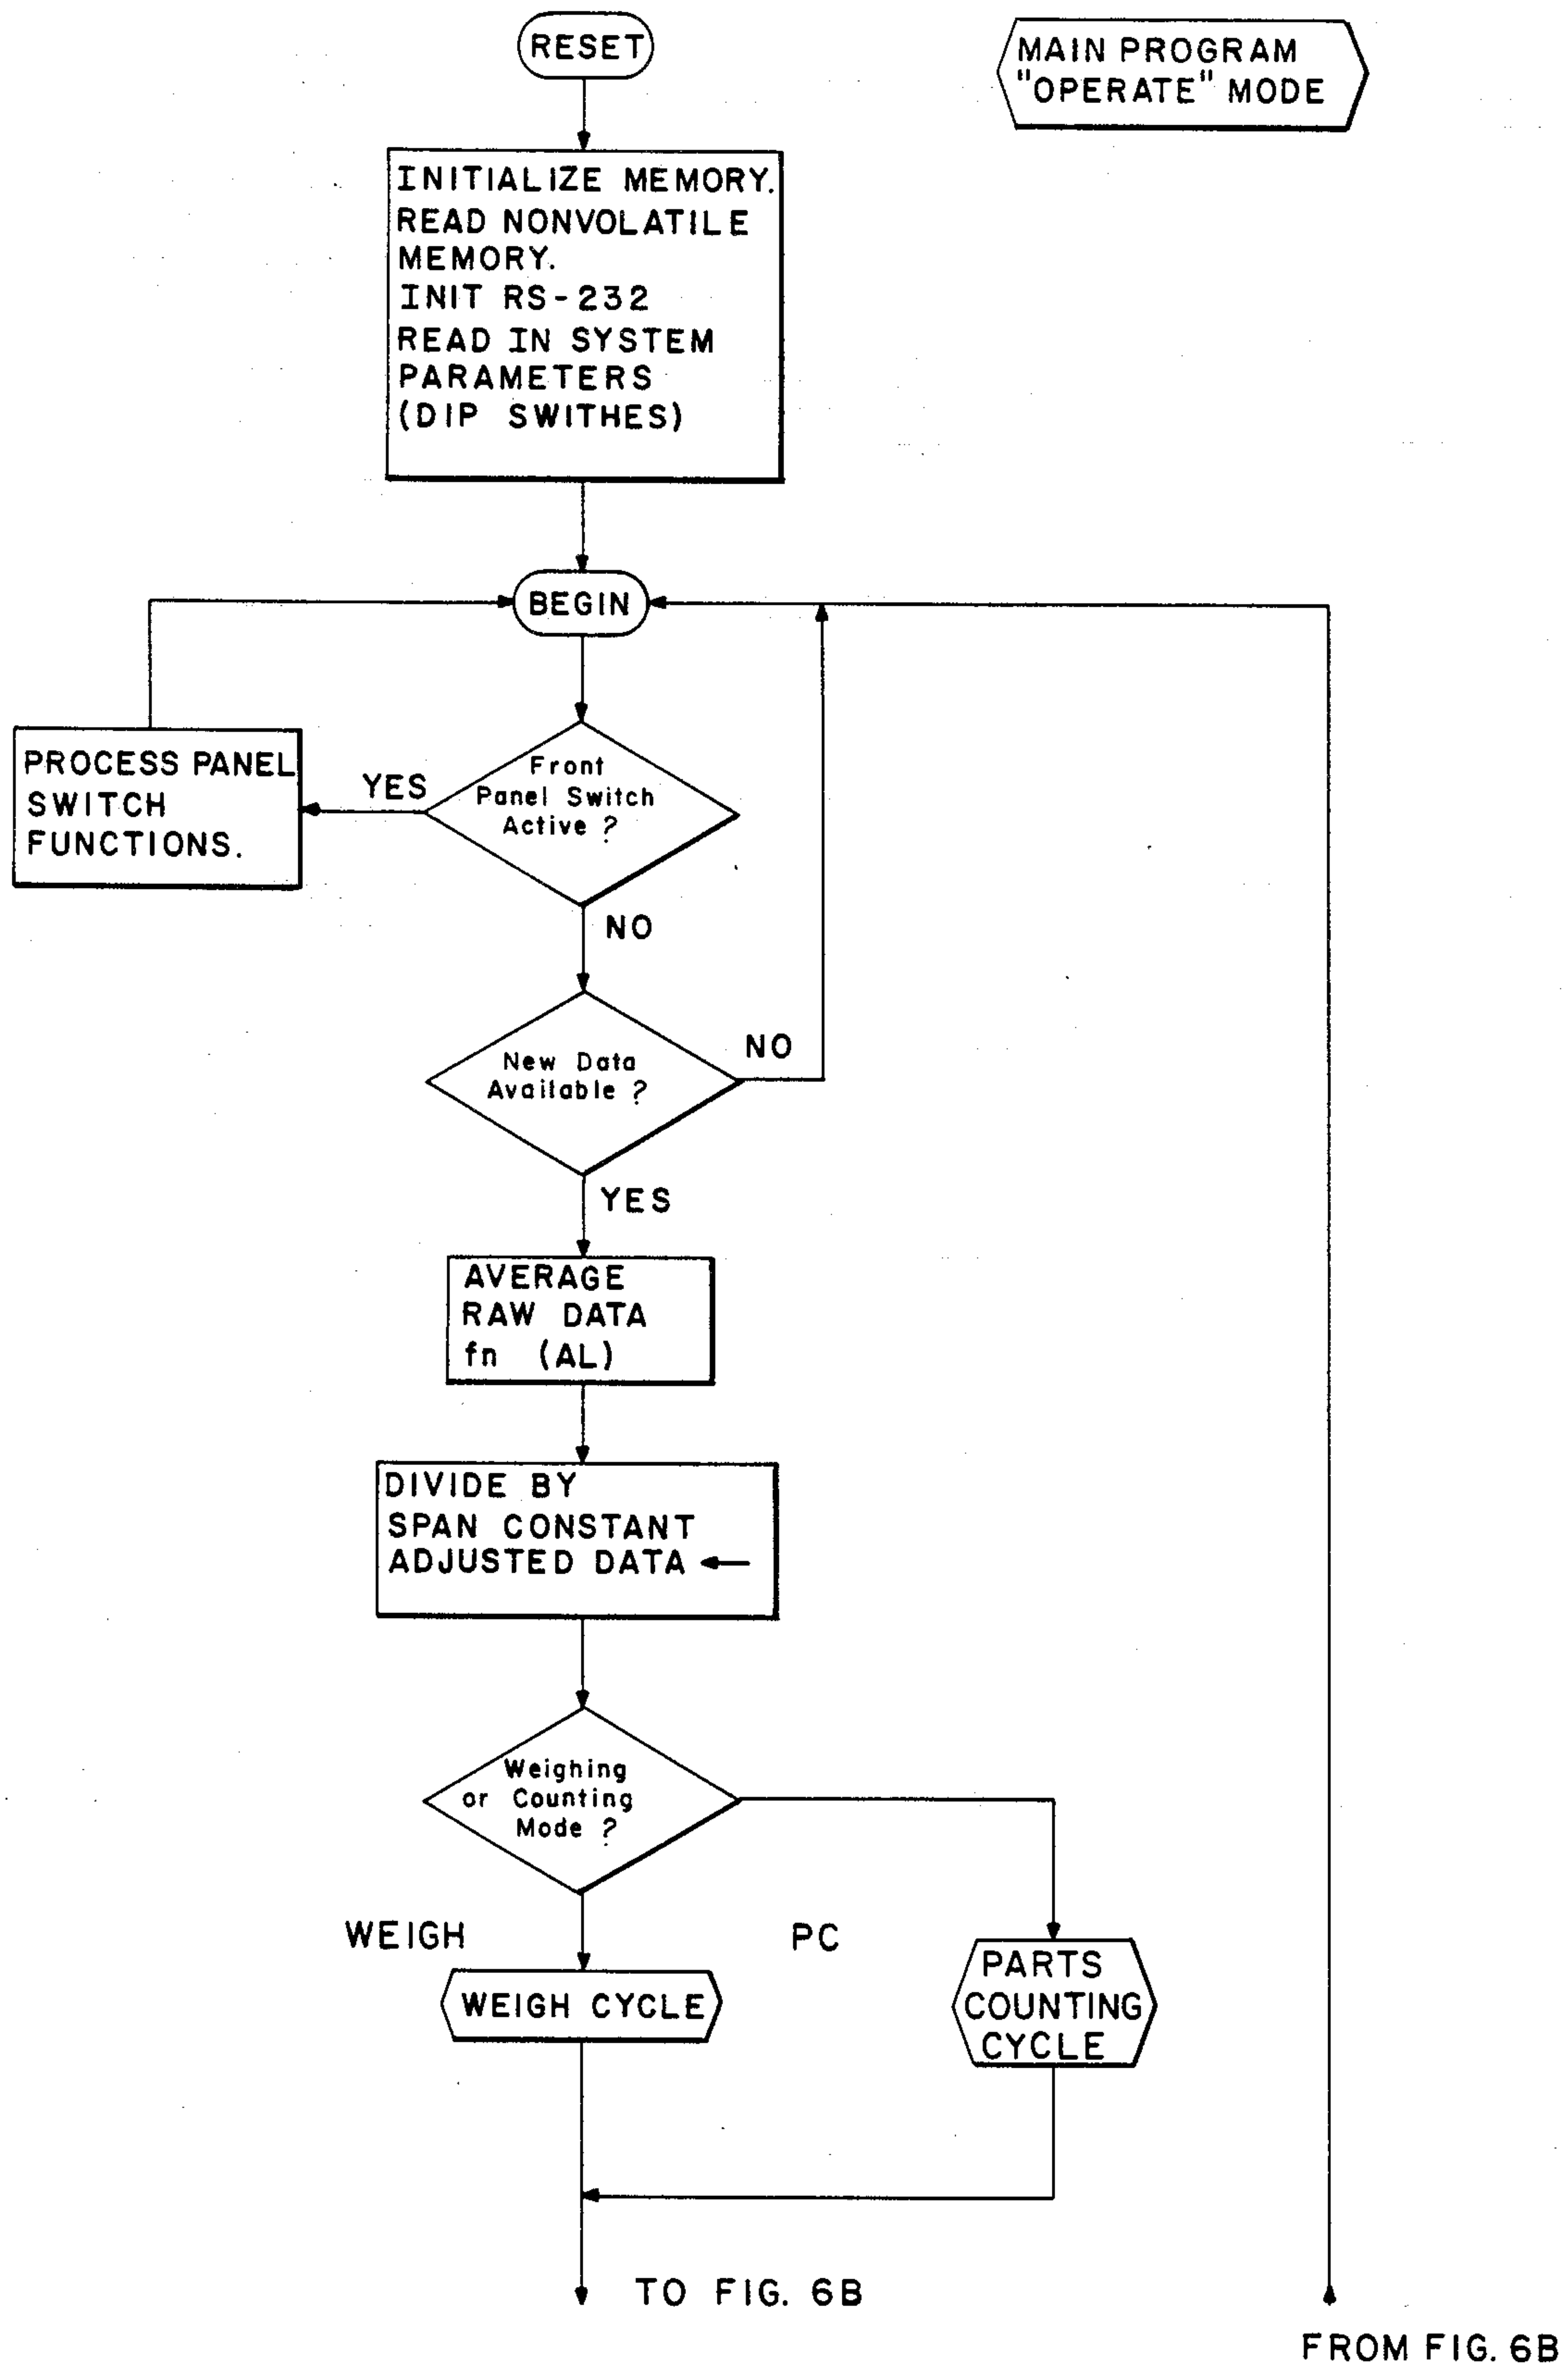 RESET
MAIN PROGRAM
"OPERATE" MODE
INITIALIZE MEMORY.
READ NONVOLATILE
MEMORY.
INIT RS-232
READ IN SYSTEM
PARAMETERS
(DIP SWITHES)
BEGIN
PROCESS PANEL
SWITCH
FUNCTIONS.
YES
Front
Panel Switch
Active ?
NO
New Data
Available ?
NO
YES
AVERAGE
RAW DATA
fn (AL)
DIVIDE BY
SPAN CONSTANT
ADJUSTED DATA ←
Weighing
or Counting
Mode ?
WEIGH
PC
WEIGH CYCLE
PARTS
COUNTING
CYCLE
TO FIG. 6B
FROM FIG. 6B